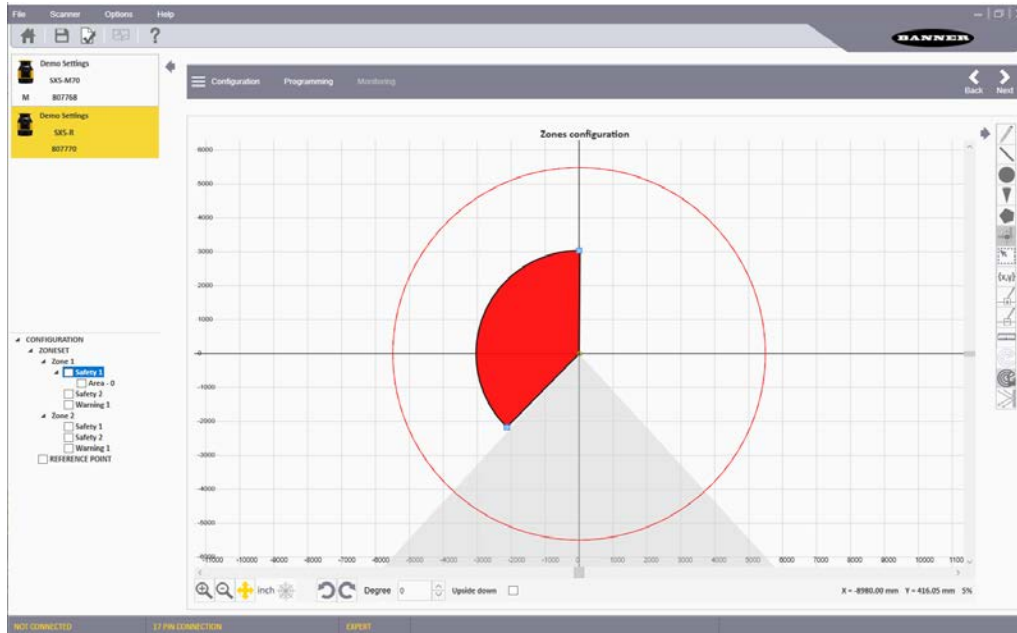 File Scanner Options Help
?
BANNER
Demo Settings
SX5-M70
M 807768
Demo Settings
SX5-R
807770
Configuration Programming Monitoring
Back Next
Zones configuration
6000
5000
4000
3000
2000
1000
0
-1000
-2000
-3000
-4000
-5000
-6000
-11000 -10000 -9000 -8000 -7000 -6000 -5000 -4000 -3000 -2000 -1000 0 1000 2000 3000 4000 5000 6000 7000 8000 9000 10000 1100
{x,y}
CONFIGURATION
ZONESET
Zone 1
Safety 1
Area - 0
Safety 2
Warning 1
Zone 2
Safety 1
Safety 2
Warning 1
REFERENCE POINT
inch Degree 0 Upside down X = -8980.00 mm Y = 416.05 mm 5%
NOT CONNECTED 17 PIN CONNECTION EXPERT